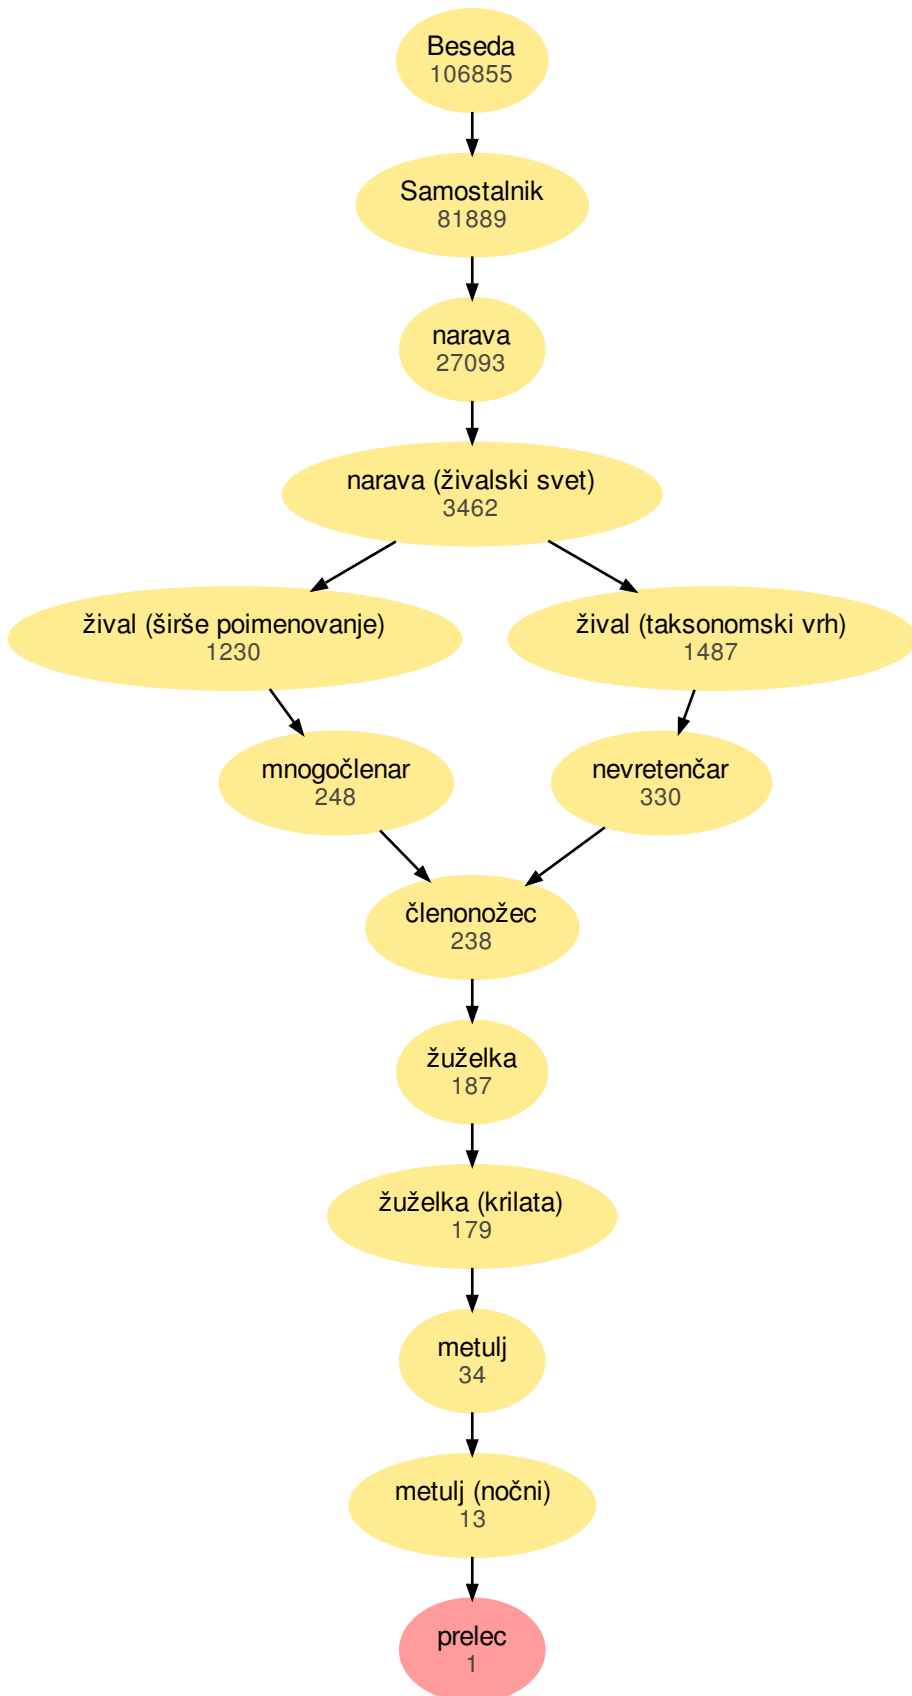 Beseda
106855
Samostalnik
81889
narava
27093
narava (živalski svet)
3462
žival (širše poimenovanje)
1230
žival (taksonomski vrh)
1487
mnogočlenar
248
nevretenčar
330
členonožec
238
žuželka
187
žuželka (krilata)
179
metulj
34
metulj (nočni)
13
prelec
1